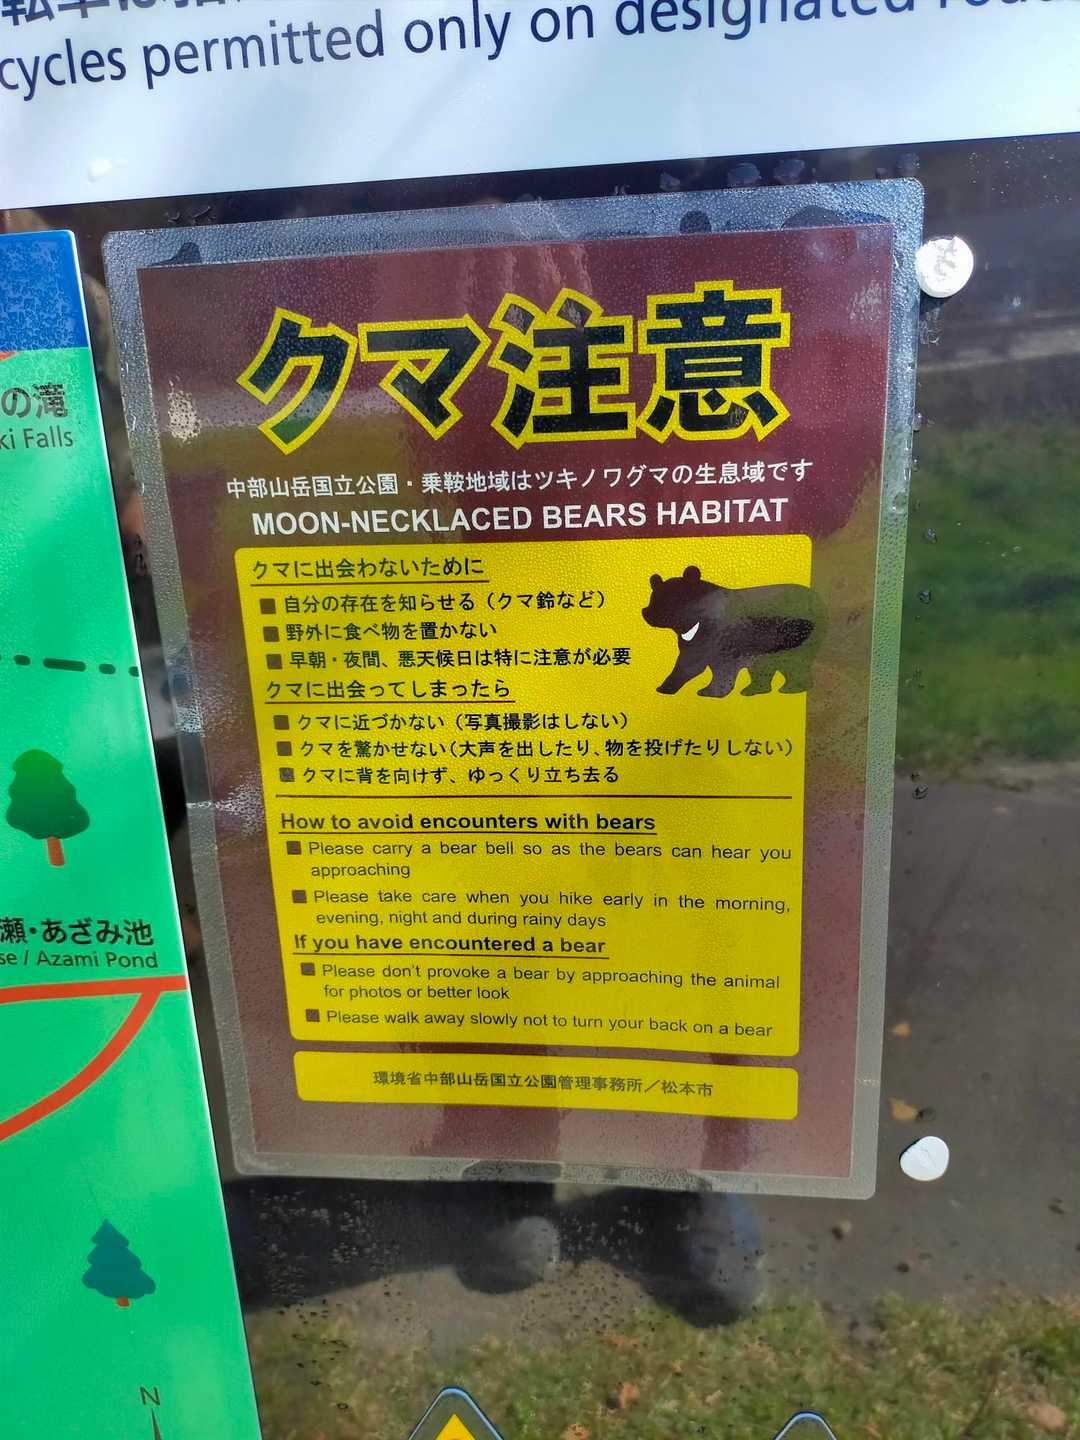 cycles permitted only on designated
クマ注意
中部山岳国立公園・乗鞍地域はツキノワグマの生息域です
MOON-NECKLACED BEARS HABITAT
クマに出会わないために
■ 自分の存在を知らせる（クマ鈴など）
■ 野外に食べ物を置かない
■ 早朝・夜間、悪天候日は特に注意が必要
クマに出会ってしまったら
■ クマに近づかない（写真撮影はしない）
■ クマを驚かせない（大声を出したり、物を投げたりしない）
■ クマに背を向けず、ゆっくり立ち去る
How to avoid encounters with bears
■ Please carry a bear bell so as the bears can hear you
approaching
■ Please take care when you hike early in the morning,
evening, night and during rainy days
If you have encountered a bear
■ Please don't provoke a bear by approaching the animal
for photos or better look
■ Please walk away slowly not to turn your back on a bear
環境省中部山岳国立公園管理事務所／松本市
の滝
ki Falls
瀬・あざみ池
se / Azami Pond
N